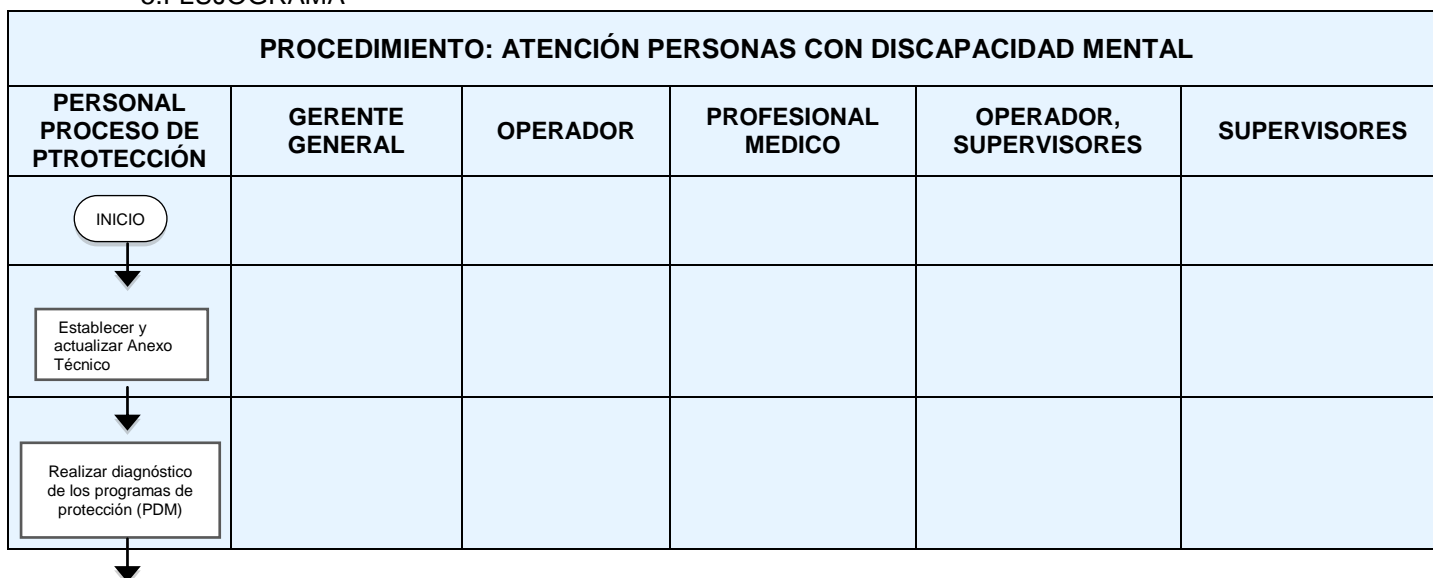 PROCEDIMIENTO: ATENCIÓN PERSONAS CON DISCAPACIDAD MENTAL
PERSONAL
PROCESO DE
PTROTECCIÓN
GERENTE
GENERAL
OPERADOR
PROFESIONAL
MEDICO
OPERADOR,
SUPERVISORES
SUPERVISORES
INICIO
Establecer y
actualizar Anexo
Técnico
Realizar diagnóstico
de los programas de
protección (PDM)